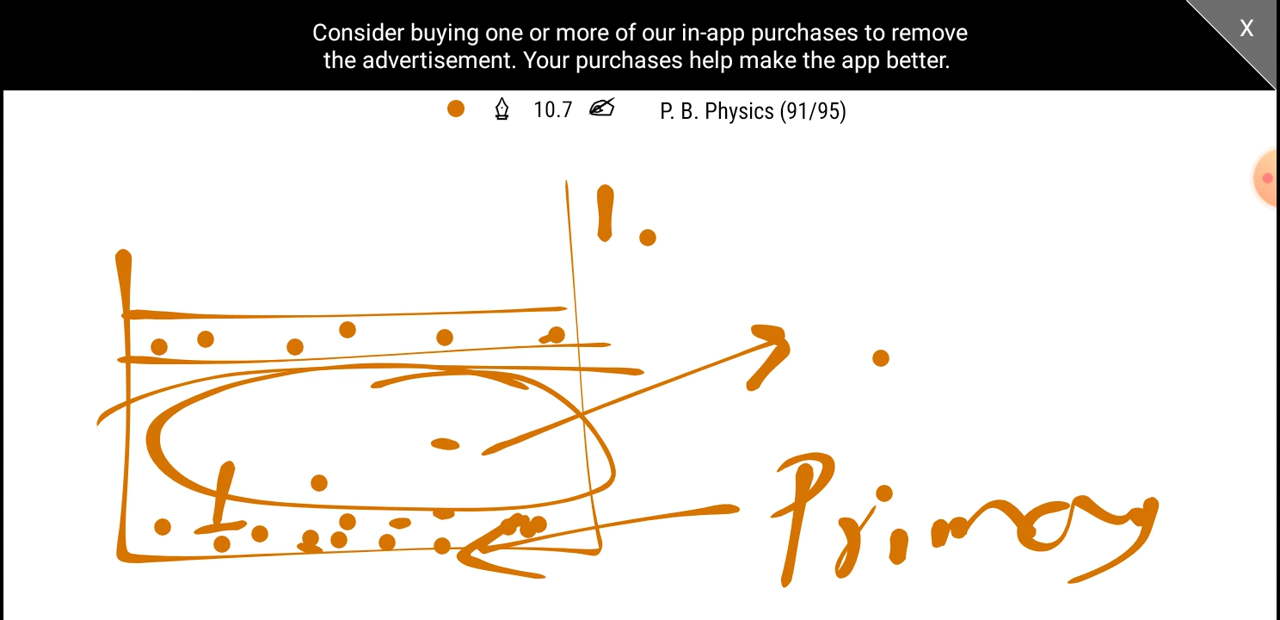 Consider buying one or more of our in-app purchases to remove
the advertisement. Your purchases help make the app better.
X
10.7 P. B. Physics (91/95)
1.
Primary